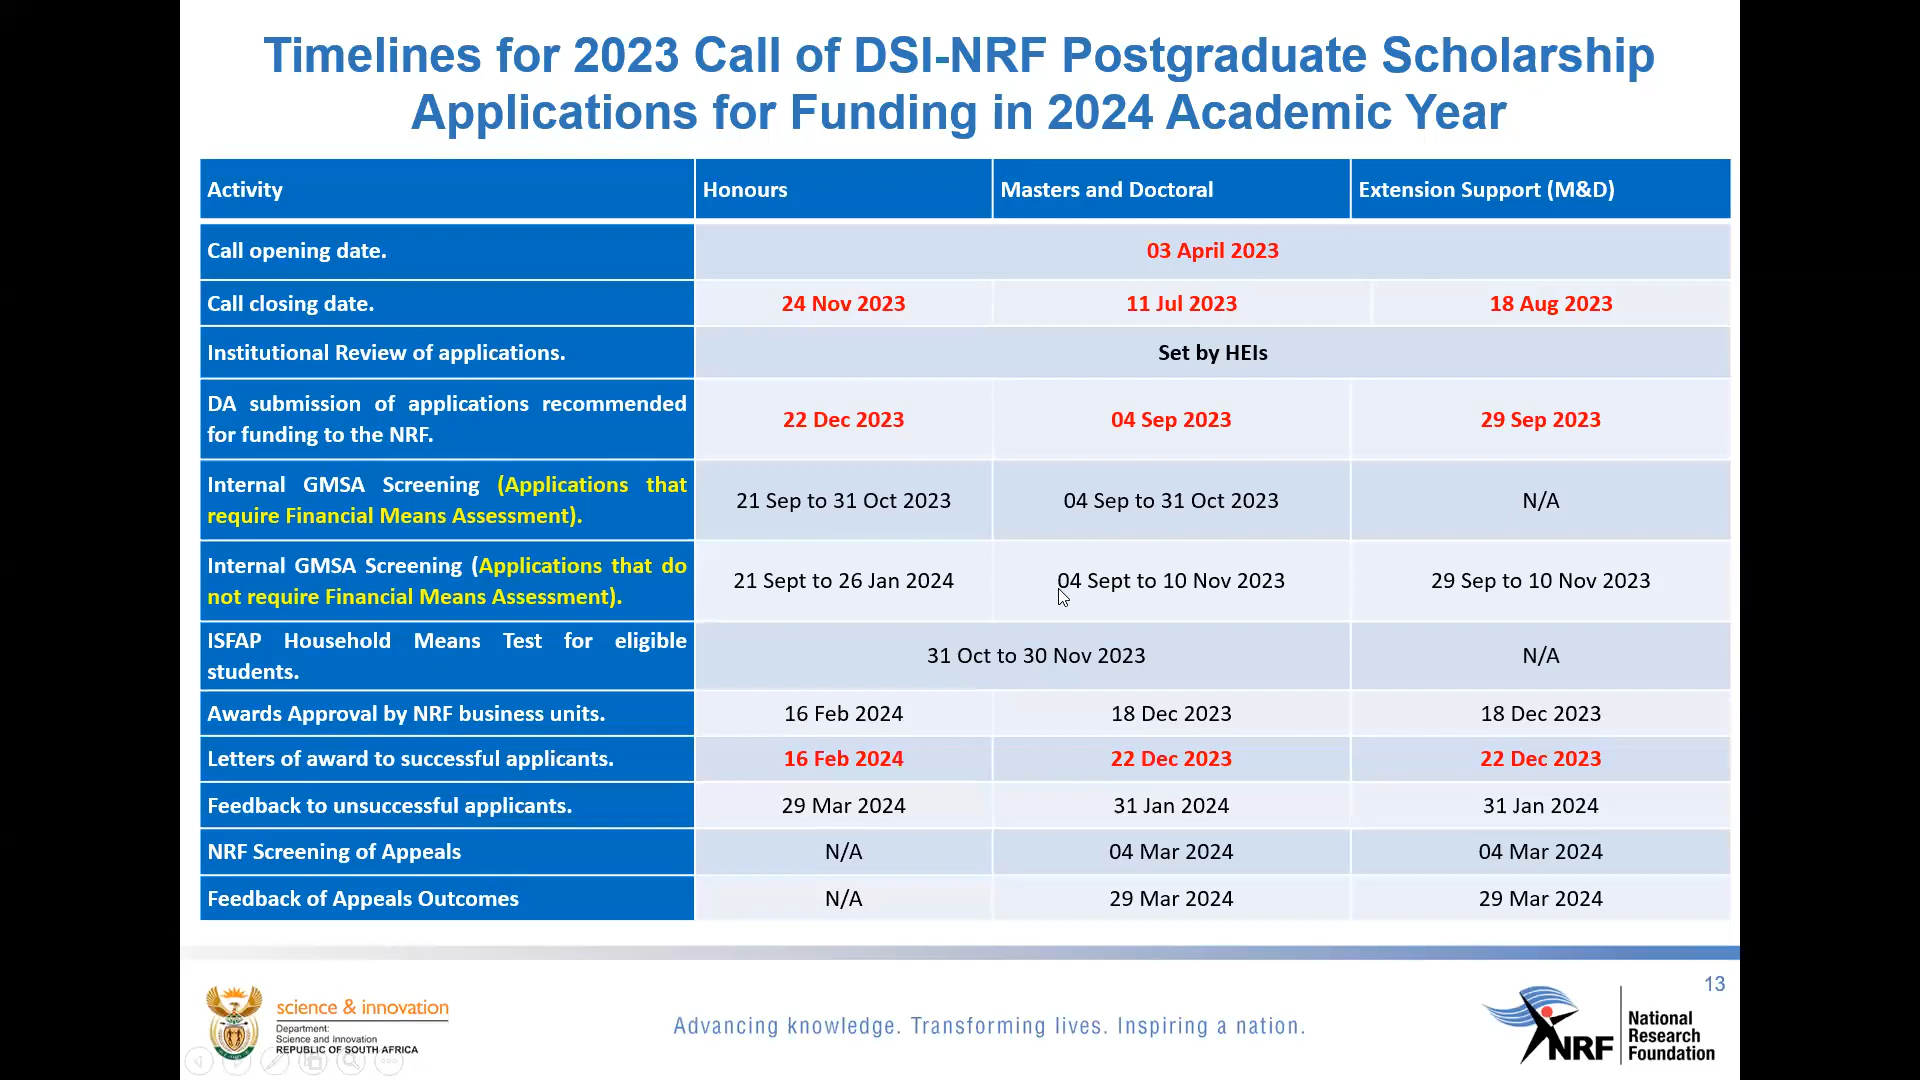 Timelines for 2023 Call of DSI-NRF Postgraduate Scholarship
Applications for Funding in 2024 Academic Year
Activity Honours Masters and Doctoral Extension Support (M&D)
Call opening date. 03 April 2023
Call closing date. 24 Nov 2023 11 Jul 2023 18 Aug 2023
Institutional Review of applications. Set by HEIs
DA submission of applications recommended
for funding to the NRF. 22 Dec 2023 04 Sep 2023 29 Sep 2023
Internal GMSA Screening (Applications that
require Financial Means Assessment). 21 Sep to 31 Oct 2023 04 Sep to 31 Oct 2023 N/A
Internal GMSA Screening (Applications that do
not require Financial Means Assessment). 21 Sept to 26 Jan 2024 04 Sept to 10 Nov 2023 29 Sep to 10 Nov 2023
ISFAP Household Means Test for eligible
students. 31 Oct to 30 Nov 2023 N/A
Awards Approval by NRF business units. 16 Feb 2024 18 Dec 2023 18 Dec 2023
Letters of award to successful applicants. 16 Feb 2024 22 Dec 2023 22 Dec 2023
Feedback to unsuccessful applicants. 29 Mar 2024 31 Jan 2024 31 Jan 2024
NRF Screening of Appeals N/A 04 Mar 2024 04 Mar 2024
Feedback of Appeals Outcomes N/A 29 Mar 2024 29 Mar 2024
13
science & innovation
Department:
Science and Innovation
REPUBLIC OF SOUTH AFRICA
Advancing knowledge. Transforming lives. Inspiring a nation.
NRF
National
Research
Foundation